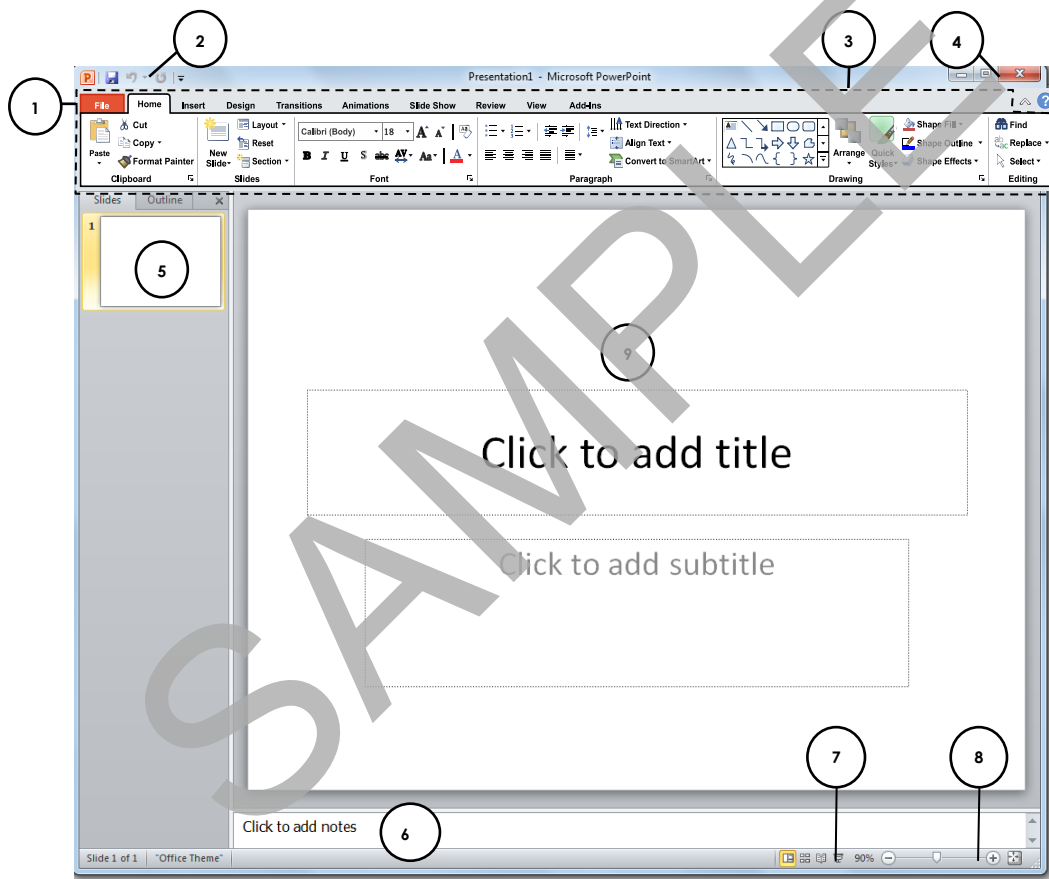 2
3
4
Presentation1 - Microsoft PowerPoint
1
File Home Insert Design Transitions Animations Slide Show Review View Add-Ins
Cut
Copy
Format Painter
Paste
Clipboard
New Slide
Layout
Reset
Section
Slides
Calibri (Body) 18
B I U S abc AV Aa A
Font
Text Direction
Align Text
Convert to SmartArt
Paragraph
Arrange
Quick Styles
Shape Fill
Shape Outline
Shape Effects
Drawing
Find
Replace
Select
Editing
Slides Outline
1
5
9
Click to add title
Click to add subtitle
SAMPLE
7
8
Click to add notes
6
Slide 1 of 1 "Office Theme" 90%